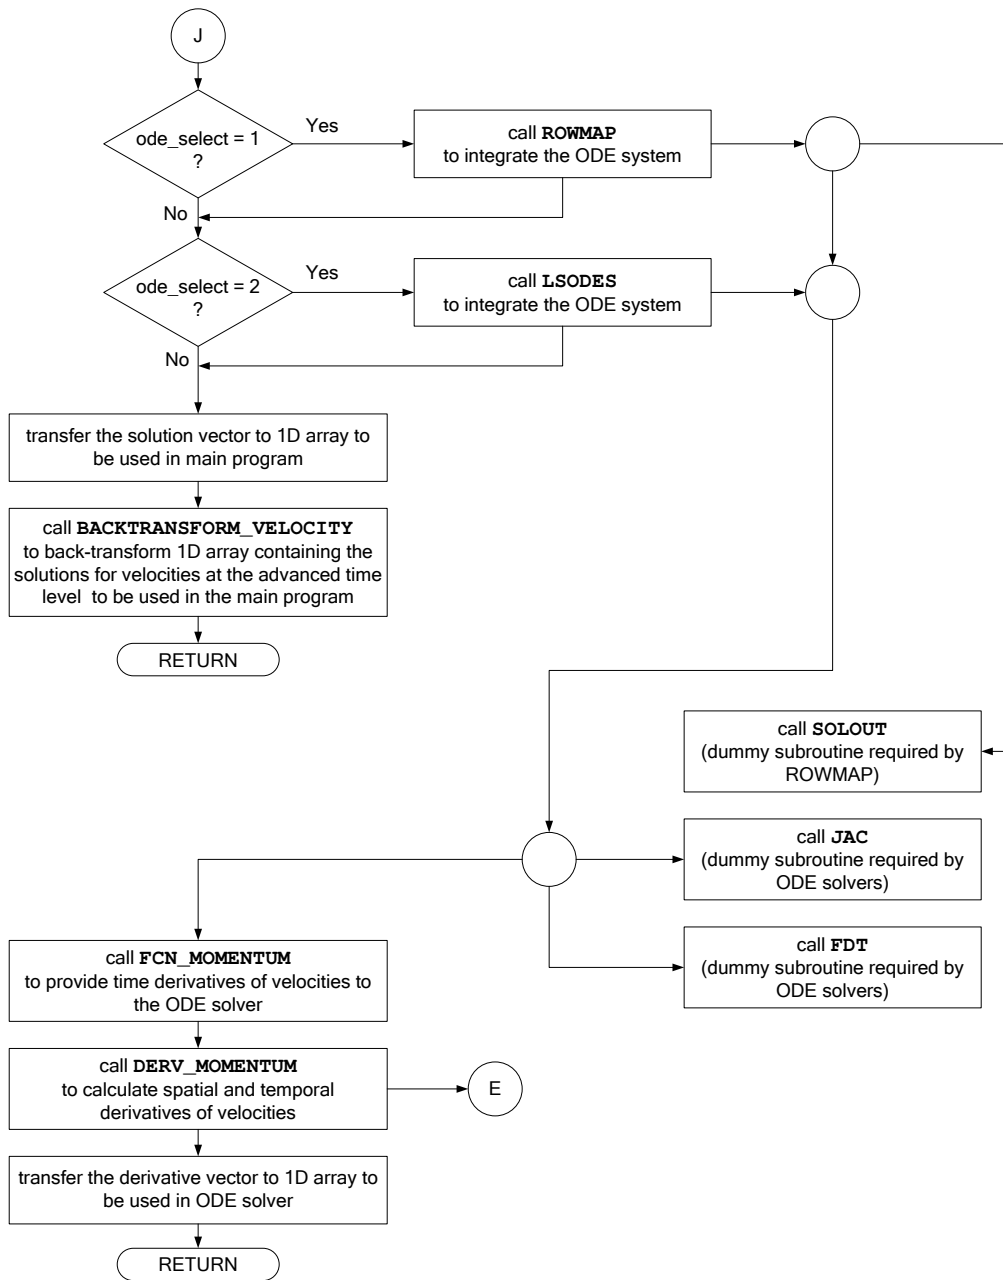 J
ode_select = 1
?
Yes
call ROWMAP
to integrate the ODE system
No
ode_select = 2
?
Yes
call LSODES
to integrate the ODE system
No
transfer the solution vector to 1D array to
be used in main program
call BACKTRANSFORM_VELOCITY
to back-transform 1D array containing the
solutions for velocities at the advanced time
level to be used in the main program
RETURN
call SOLOUT
(dummy subroutine required by
ROWMAP)
call JAC
(dummy subroutine required by
ODE solvers)
call FDT
(dummy subroutine required by
ODE solvers)
call FCN_MOMENTUM
to provide time derivatives of velocities to
the ODE solver
call DERV_MOMENTUM
to calculate spatial and temporal
derivatives of velocities
E
transfer the derivative vector to 1D array to
be used in ODE solver
RETURN